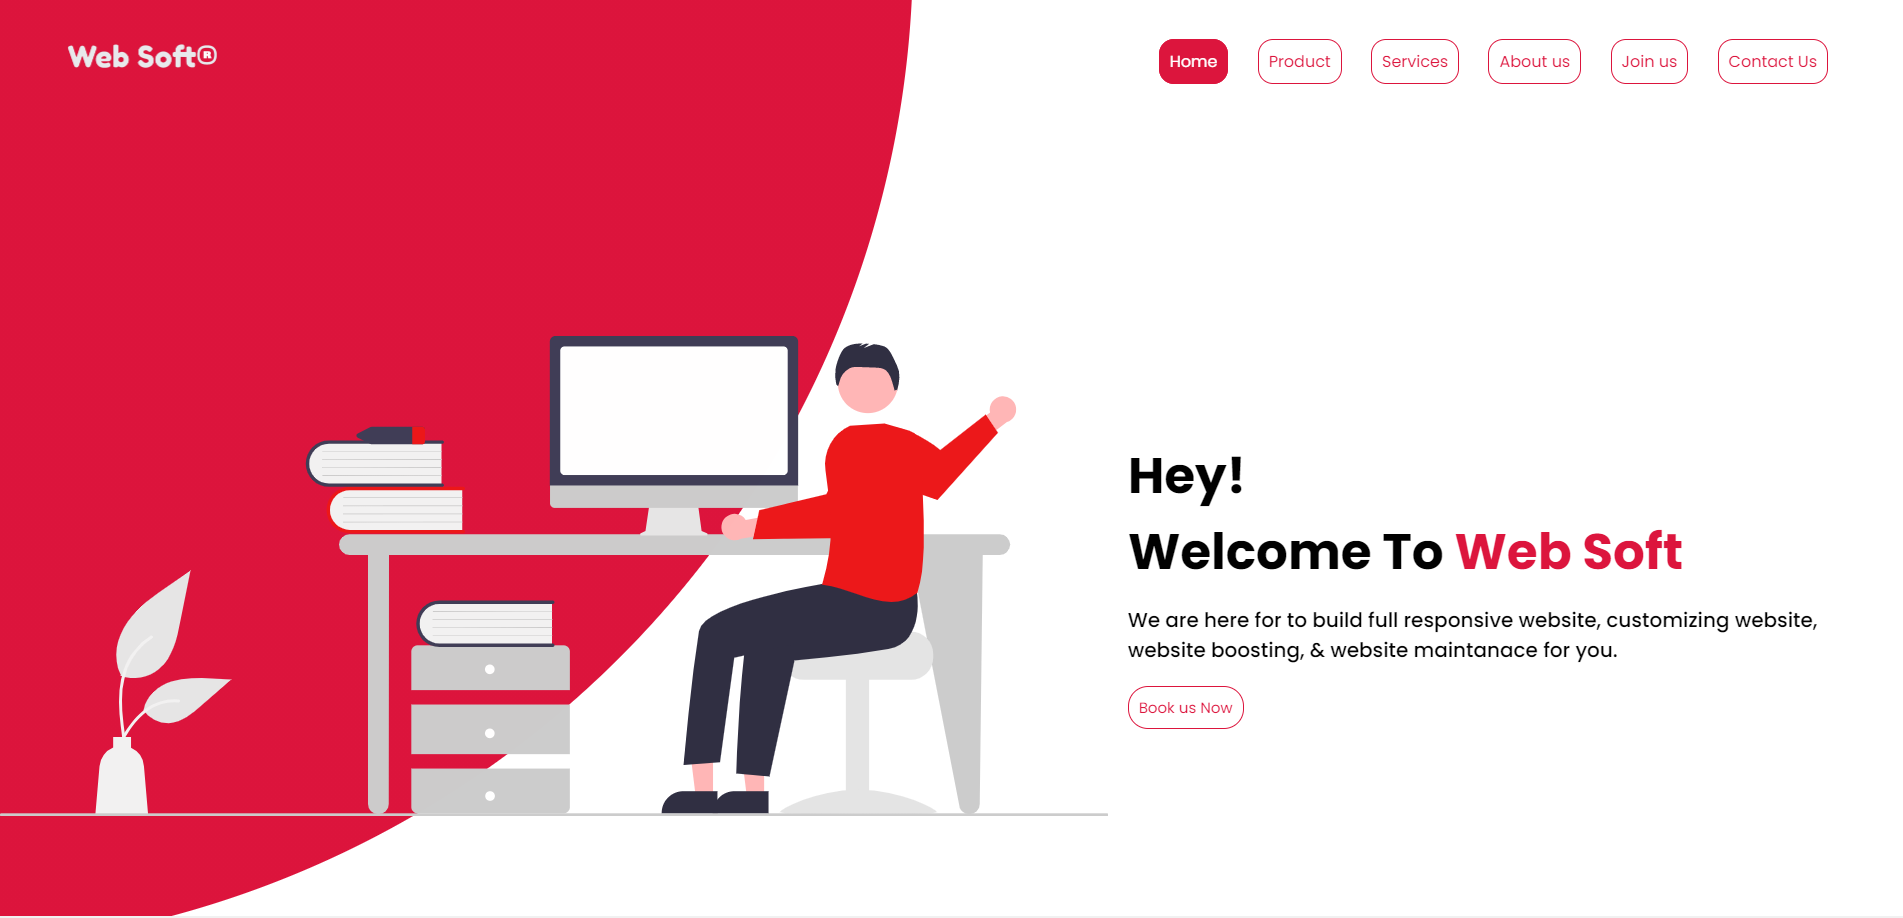 Web Soft®
Home Product Services About us Join us Contact Us
Hey!
Welcome To Web Soft
We are here for to build full responsive website, customizing website,
website boosting, & website maintanace for you.
Book us Now